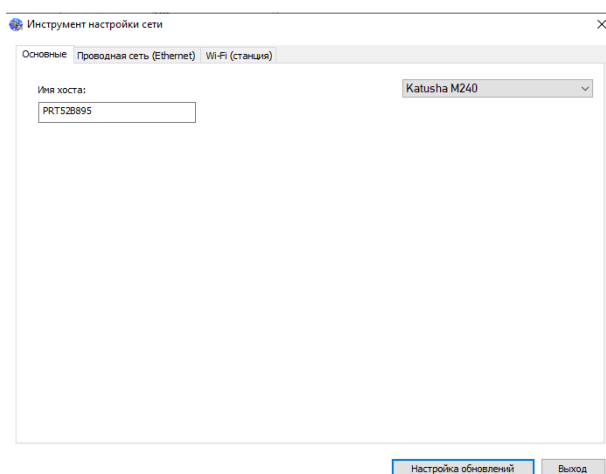 Инструмент настройки сети
Основные Проводная сеть (Ethernet) Wi-Fi (станция)
Имя хоста:
Katusha M240
PRT52B895
Настройка обновлений Выход